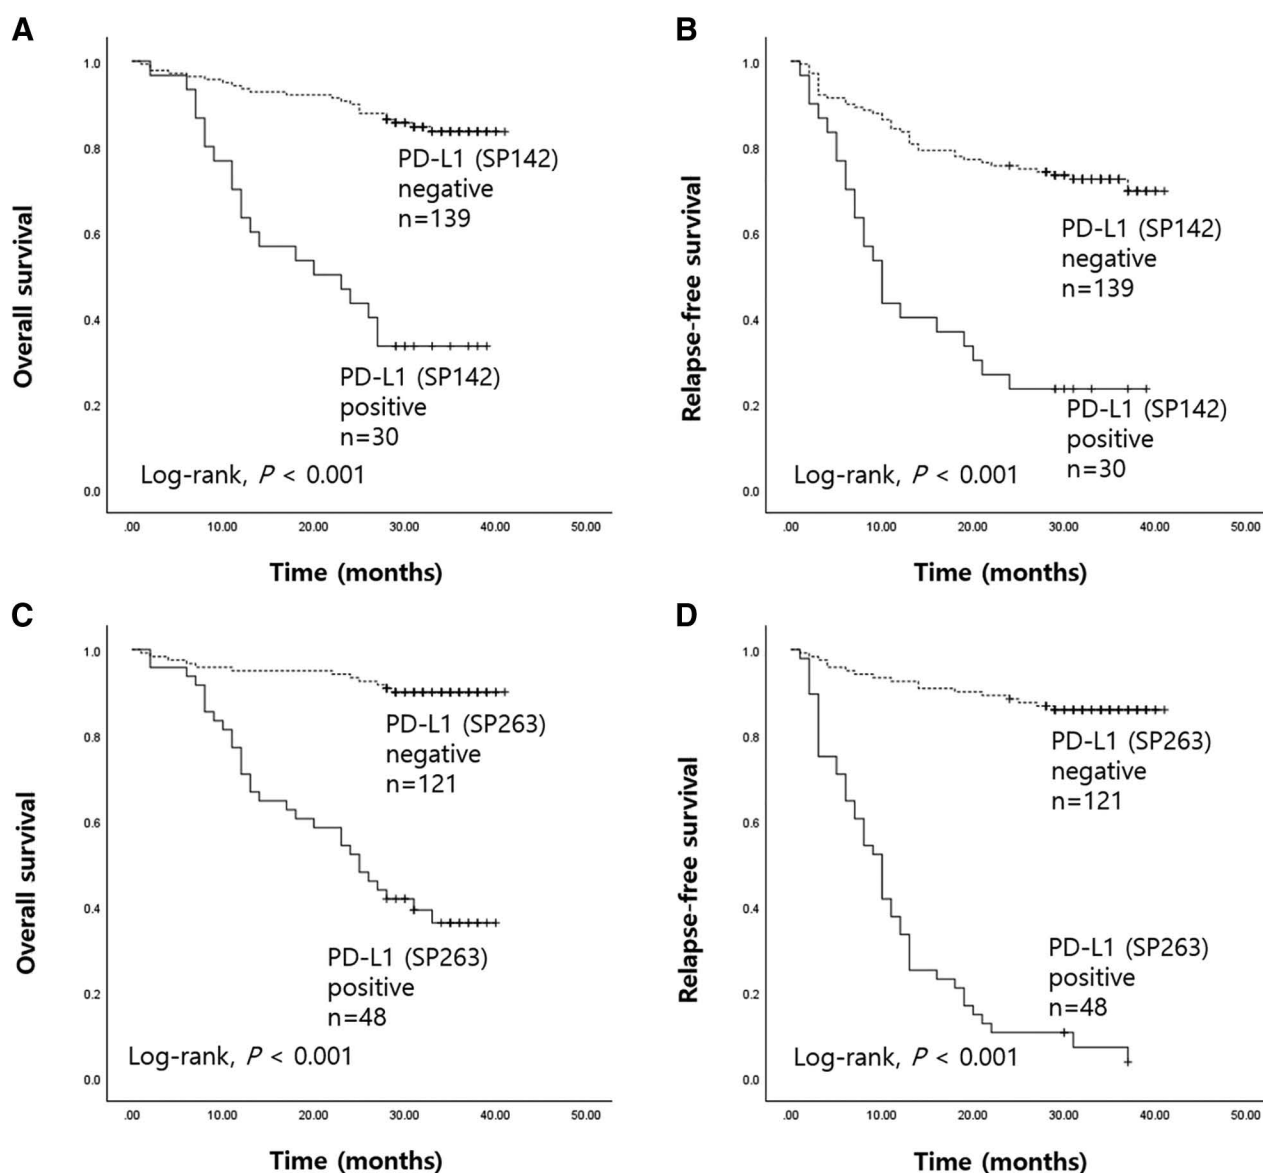 A
Overall survival
1.0
0.8
0.6
0.4
0.2
0.0
PD-L1 (SP142)
negative
n=139
PD-L1 (SP142)
positive
n=30
Log-rank, P < 0.001
.00 10.00 20.00 30.00 40.00 50.00
Time (months)
B
Relapse-free survival
1.0
0.8
0.6
0.4
0.2
0.0
PD-L1 (SP142)
negative
n=139
PD-L1 (SP142)
positive
n=30
Log-rank, P < 0.001
.00 10.00 20.00 30.00 40.00 50.00
Time (months)
C
Overall survival
1.0
0.8
0.6
0.4
0.2
0.0
PD-L1 (SP263)
negative
n=121
PD-L1 (SP263)
positive
n=48
Log-rank, P < 0.001
.00 10.00 20.00 30.00 40.00 50.00
Time (months)
D
Relapse-free survival
1.0
0.8
0.6
0.4
0.2
0.0
PD-L1 (SP263)
negative
n=121
PD-L1 (SP263)
positive
n=48
Log-rank, P < 0.001
.00 10.00 20.00 30.00 40.00 50.00
Time (months)